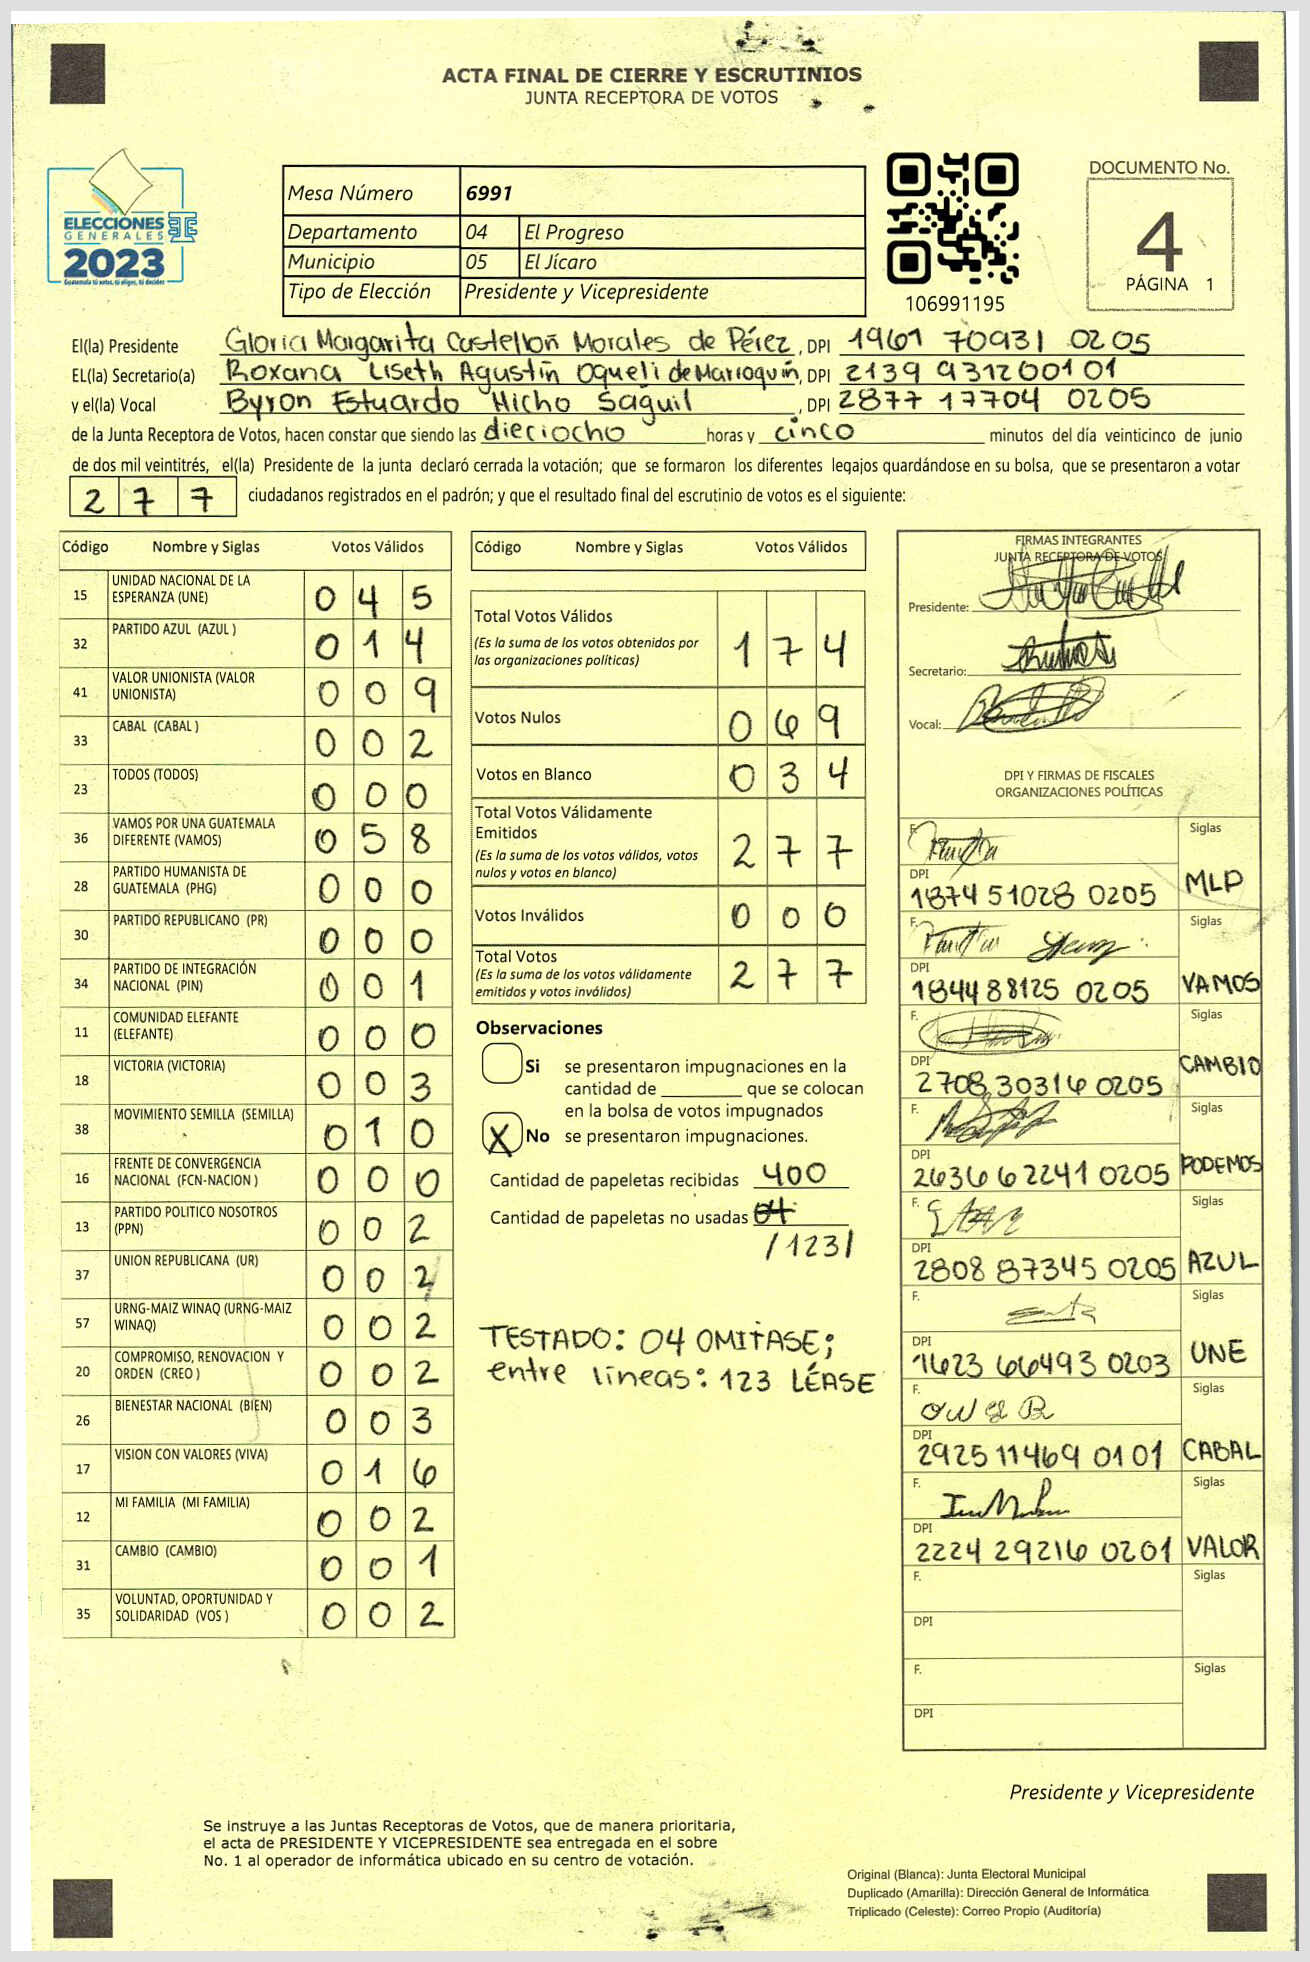 ACTA FINAL DE CIERRE Y ESCRUTINIOS
JUNTA RECEPTORA DE VOTOS
ELECCIONES
GENERALES
2023
Guatemala tú votas, tú eliges, tú decides
Mesa Número 6991
Departamento 04 El Progreso
Municipio 05 El Jícaro
Tipo de Elección Presidente y Vicepresidente
106991195
DOCUMENTO No.
4
PÁGINA 1
El(la) Presidente Gloria Margarita Castellon Morales de Pérez, DPI 1961 70931 0205
EL(la) Secretario(a) Roxana Liseth Agustin Oqueli de Marroquín, DPI 2139 93120 0101
y el(la) Vocal Byron Estuardo Hicho Saguil, DPI 2877 17704 0205
de la Junta Receptora de Votos, hacen constar que siendo las dieciocho horas y cinco minutos del día veinticinco de junio
de dos mil veintitrés, el(la) Presidente de la junta declaró cerrada la votación; que se formaron los diferentes legajos guardándose en su bolsa, que se presentaron a votar
277 ciudadanos registrados en el padrón; y que el resultado final del escrutinio de votos es el siguiente:
Código Nombre y Siglas Votos Válidos
15 UNIDAD NACIONAL DE LA ESPERANZA (UNE) 0 4 5
32 PARTIDO AZUL (AZUL ) 0 1 4
41 VALOR UNIONISTA (VALOR UNIONISTA) 0 0 9
33 CABAL (CABAL ) 0 0 2
23 TODOS (TODOS) 0 0 0
36 VAMOS POR UNA GUATEMALA DIFERENTE (VAMOS) 0 5 8
28 PARTIDO HUMANISTA DE GUATEMALA (PHG) 0 0 0
30 PARTIDO REPUBLICANO (PR) 0 0 0
34 PARTIDO DE INTEGRACIÓN NACIONAL (PIN) 0 0 1
11 COMUNIDAD ELEFANTE (ELEFANTE) 0 0 0
18 VICTORIA (VICTORIA) 0 0 3
38 MOVIMIENTO SEMILLA (SEMILLA) 0 1 0
16 FRENTE DE CONVERGENCIA NACIONAL (FCN-NACION ) 0 0 0
13 PARTIDO POLITICO NOSOTROS (PPN) 0 0 2
37 UNION REPUBLICANA (UR) 0 0 2
57 URNG-MAIZ WINAQ (URNG-MAIZ WINAQ) 0 0 2
20 COMPROMISO, RENOVACION Y ORDEN (CREO ) 0 0 2
26 BIENESTAR NACIONAL (BIEN) 0 0 3
17 VISION CON VALORES (VIVA) 0 1 6
12 MI FAMILIA (MI FAMILIA) 0 0 2
31 CAMBIO (CAMBIO) 0 0 1
35 VOLUNTAD, OPORTUNIDAD Y SOLIDARIDAD (VOS ) 0 0 2
Código Nombre y Siglas Votos Válidos
Total Votos Válidos 1 7 4
(Es la suma de los votos obtenidos por
las organizaciones políticas)
Votos Nulos 0 6 9
Votos en Blanco 0 3 4
Total Votos Válidamente
Emitidos 2 7 7
(Es la suma de los votos válidos, votos
nulos y votos en blanco)
Votos Inválidos 0 0 0
Total Votos 2 7 7
(Es la suma de los votos válidamente
emitidos y votos inválidos)
Observaciones
Si se presentaron impugnaciones en la
cantidad de ________ que se colocan
en la bolsa de votos impugnados
X No se presentaron impugnaciones.
Cantidad de papeletas recibidas 400
Cantidad de papeletas no usadas 04
/123/
TESTADO: 04 OMITASE;
entre líneas: 123 LÉASE
FIRMAS INTEGRANTES
JUNTA RECEPTORA DE VOTOS
Presidente:
Secretario:
Vocal:
DPI Y FIRMAS DE FISCALES
ORGANIZACIONES POLÍTICAS
F. Siglas
DPI 1874 51028 0205 MLP
F. Siglas
DPI 1844 88125 0205 VAMOS
F. Siglas
DPI 2708 30316 0205 CAMBIO
F. Siglas
DPI 2636 62241 0205 PODEMOS
F. Siglas
DPI 2808 87345 0205 AZUL
F. Siglas
DPI 1623 66493 0203 UNE
F. Siglas
DPI 2925 11469 0101 CABAL
F. Siglas
DPI 2224 29216 0201 VALOR
F. Siglas
DPI
F. Siglas
DPI
Presidente y Vicepresidente
Se instruye a las Juntas Receptoras de Votos, que de manera prioritaria,
el acta de PRESIDENTE Y VICEPRESIDENTE sea entregada en el sobre
No. 1 al operador de informática ubicado en su centro de votación.
Original (Blanca): Junta Electoral Municipal
Duplicado (Amarilla): Dirección General de Informática
Triplicado (Celeste): Correo Propio (Auditoría)